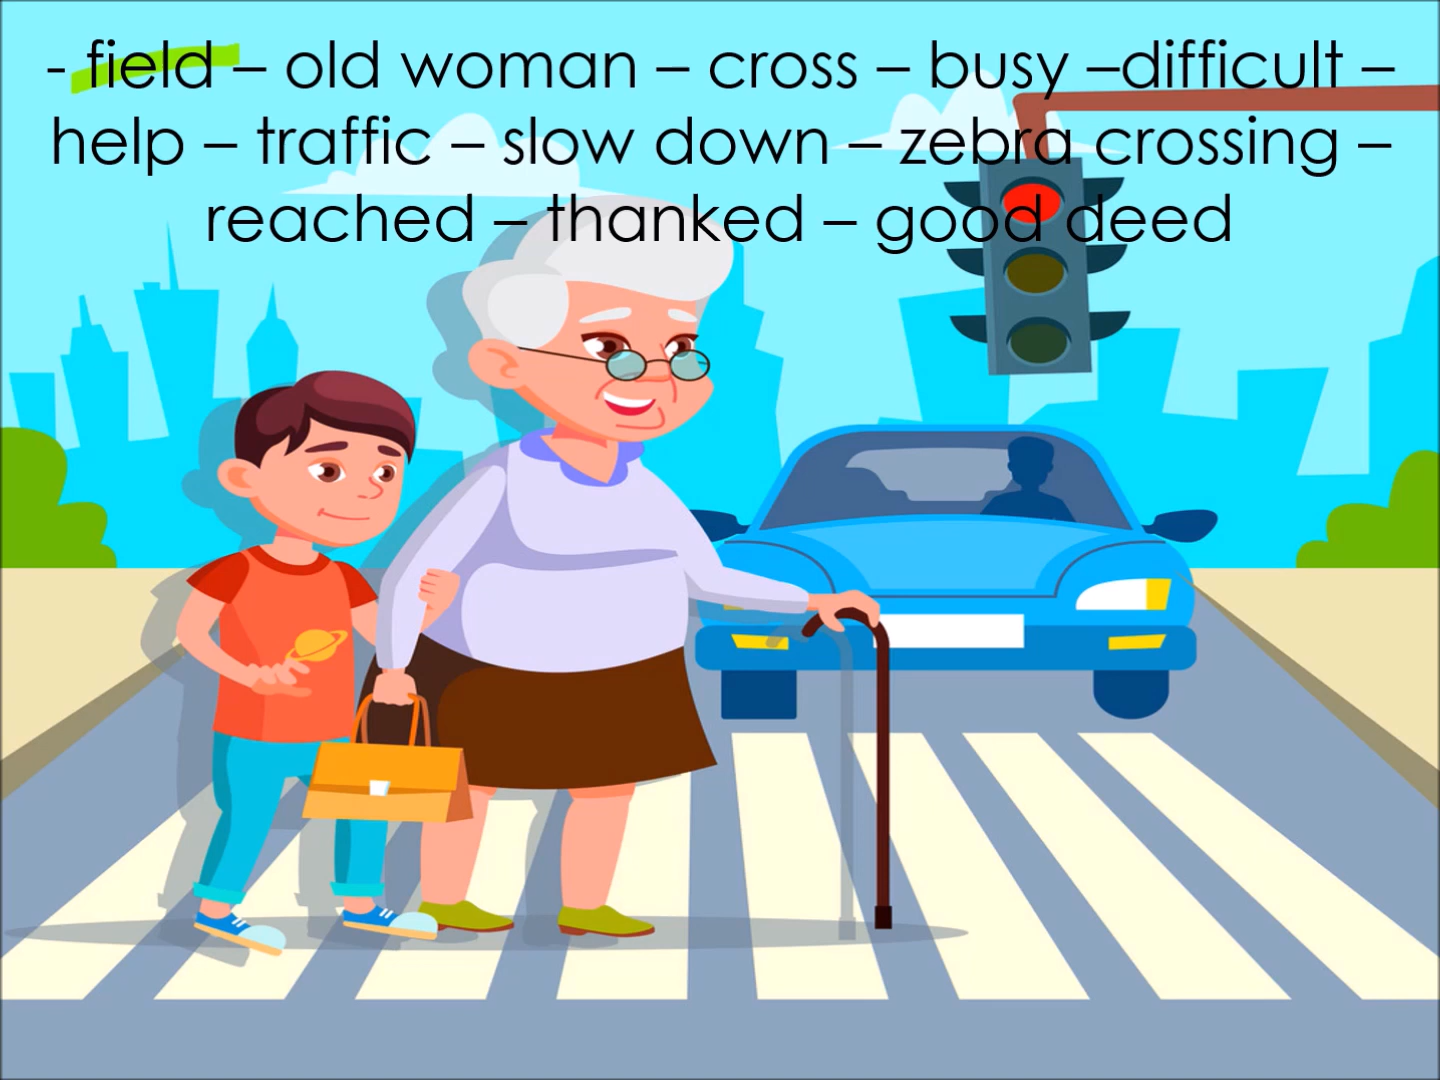 - field – old woman – cross – busy –difficult –
help – traffic – slow down – zebra crossing –
reached – thanked – good deed